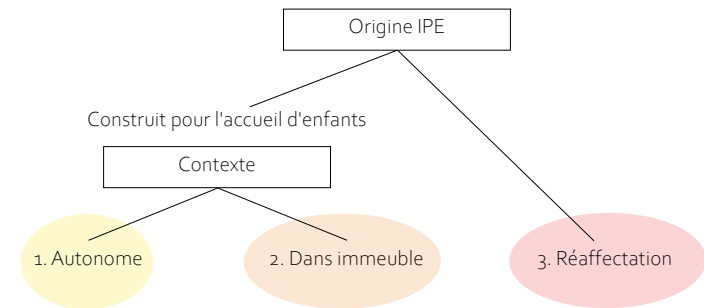 Origine IPE
Construit pour l'accueil d'enfants
Contexte
1. Autonome
2. Dans immeuble
3. Réaffectation